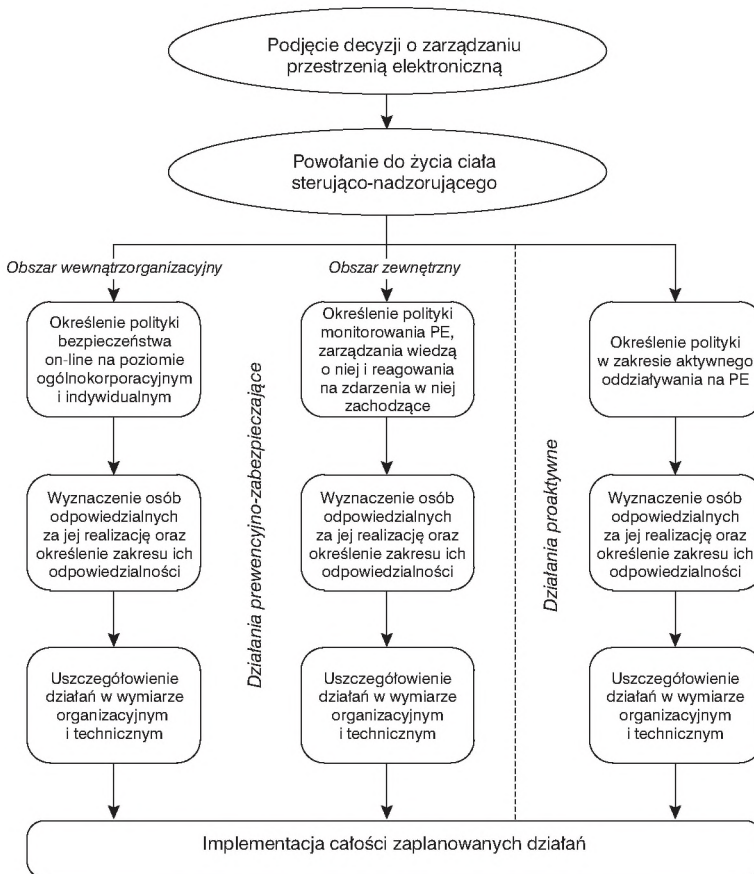 Podjęcie decyzji o zarządzaniu
przestrzenią elektroniczną
Powołanie do życia ciała
sterująco-nadzorującego
Obszar wewnątrzorganizacyjny
Obszar zewnętrzny
Określenie polityki
bezpieczeństwa
on-line na poziomie
ogólnokorporacyjnym
i indywidualnym
Określenie polityki
monitorowania PE,
zarządzania wiedzą
o niej i reagowania
na zdarzenia w niej
zachodzące
Określenie polityki
w zakresie aktywnego
oddziaływania na PE
Działania prewencyjno-zabezpieczające
Działania proaktywne
Wyznaczenie osób
odpowiedzialnych
za jej realizację oraz
określenie zakresu ich
odpowiedzialności
Wyznaczenie osób
odpowiedzialnych
za jej realizację oraz
określenie zakresu ich
odpowiedzialności
Wyznaczenie osób
odpowiedzialnych
za jej realizację oraz
określenie zakresu ich
odpowiedzialności
Uszczegółowienie
działań w wymiarze
organizacyjnym
i technicznym
Uszczegółowienie
działań w wymiarze
organizacyjnym
i technicznym
Uszczegółowienie
działań w wymiarze
organizacyjnym
i technicznym
Implementacja całości zaplanowanych działań